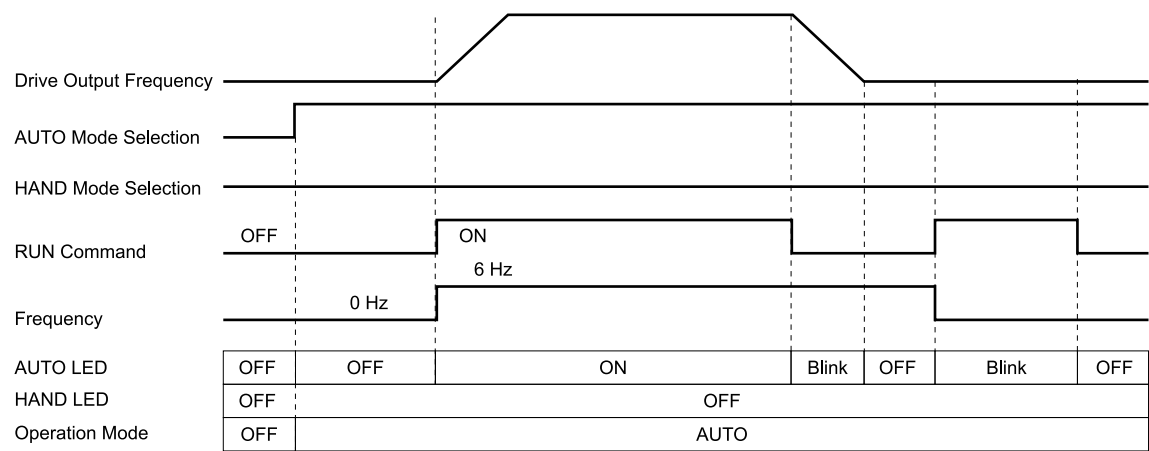 Drive Output Frequency
AUTO Mode Selection
HAND Mode Selection
RUN Command OFF ON
6 Hz
Frequency 0 Hz
AUTO LED OFF OFF ON Blink OFF Blink OFF
HAND LED OFF OFF
Operation Mode OFF AUTO